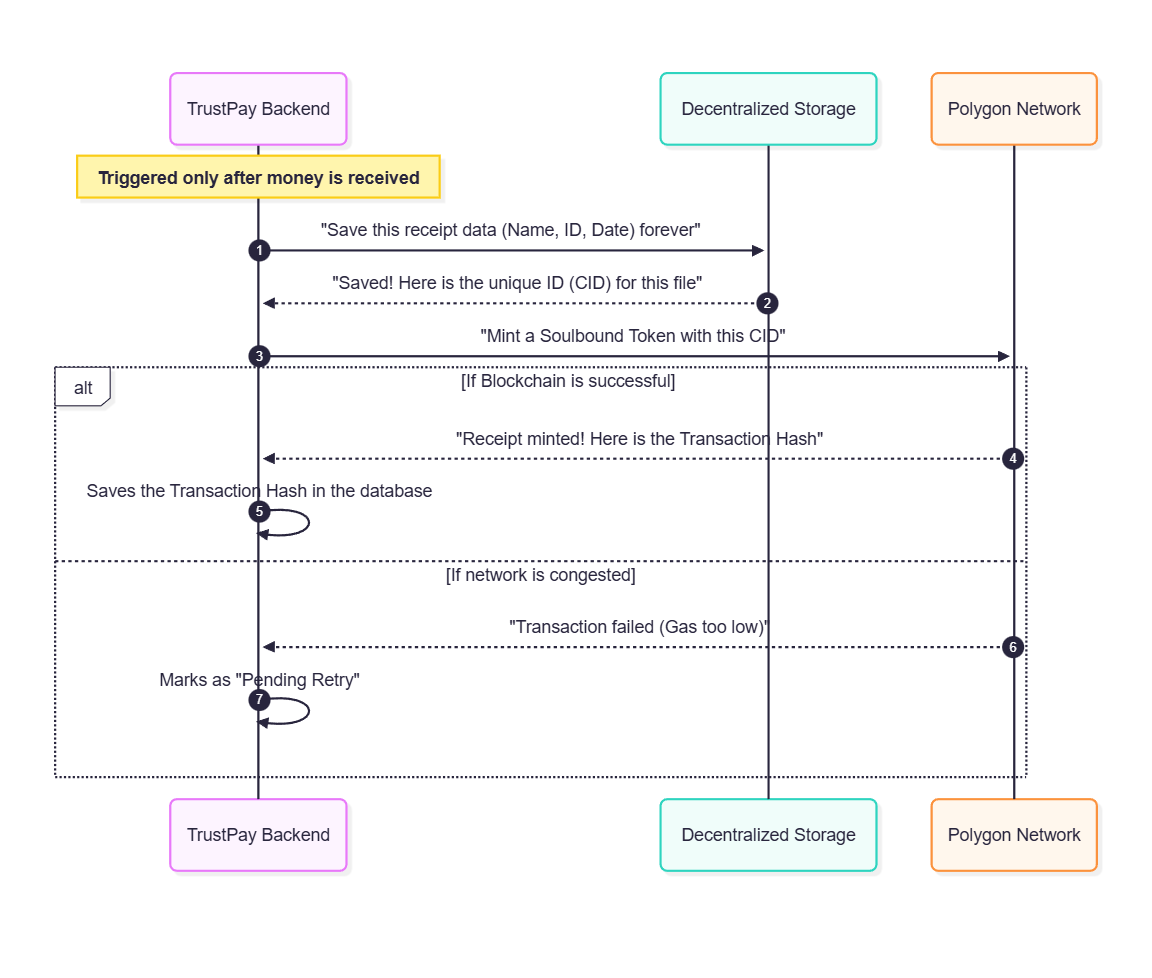 TrustPay Backend
Decentralized Storage
Polygon Network
Triggered only after money is received
"Save this receipt data (Name, ID, Date) forever"
1
"Saved! Here is the unique ID (CID) for this file"
2
"Mint a Soulbound Token with this CID"
3
alt
[If Blockchain is successful]
"Receipt minted! Here is the Transaction Hash"
4
Saves the Transaction Hash in the database
5
[If network is congested]
"Transaction failed (Gas too low)"
6
Marks as "Pending Retry"
7
TrustPay Backend
Decentralized Storage
Polygon Network